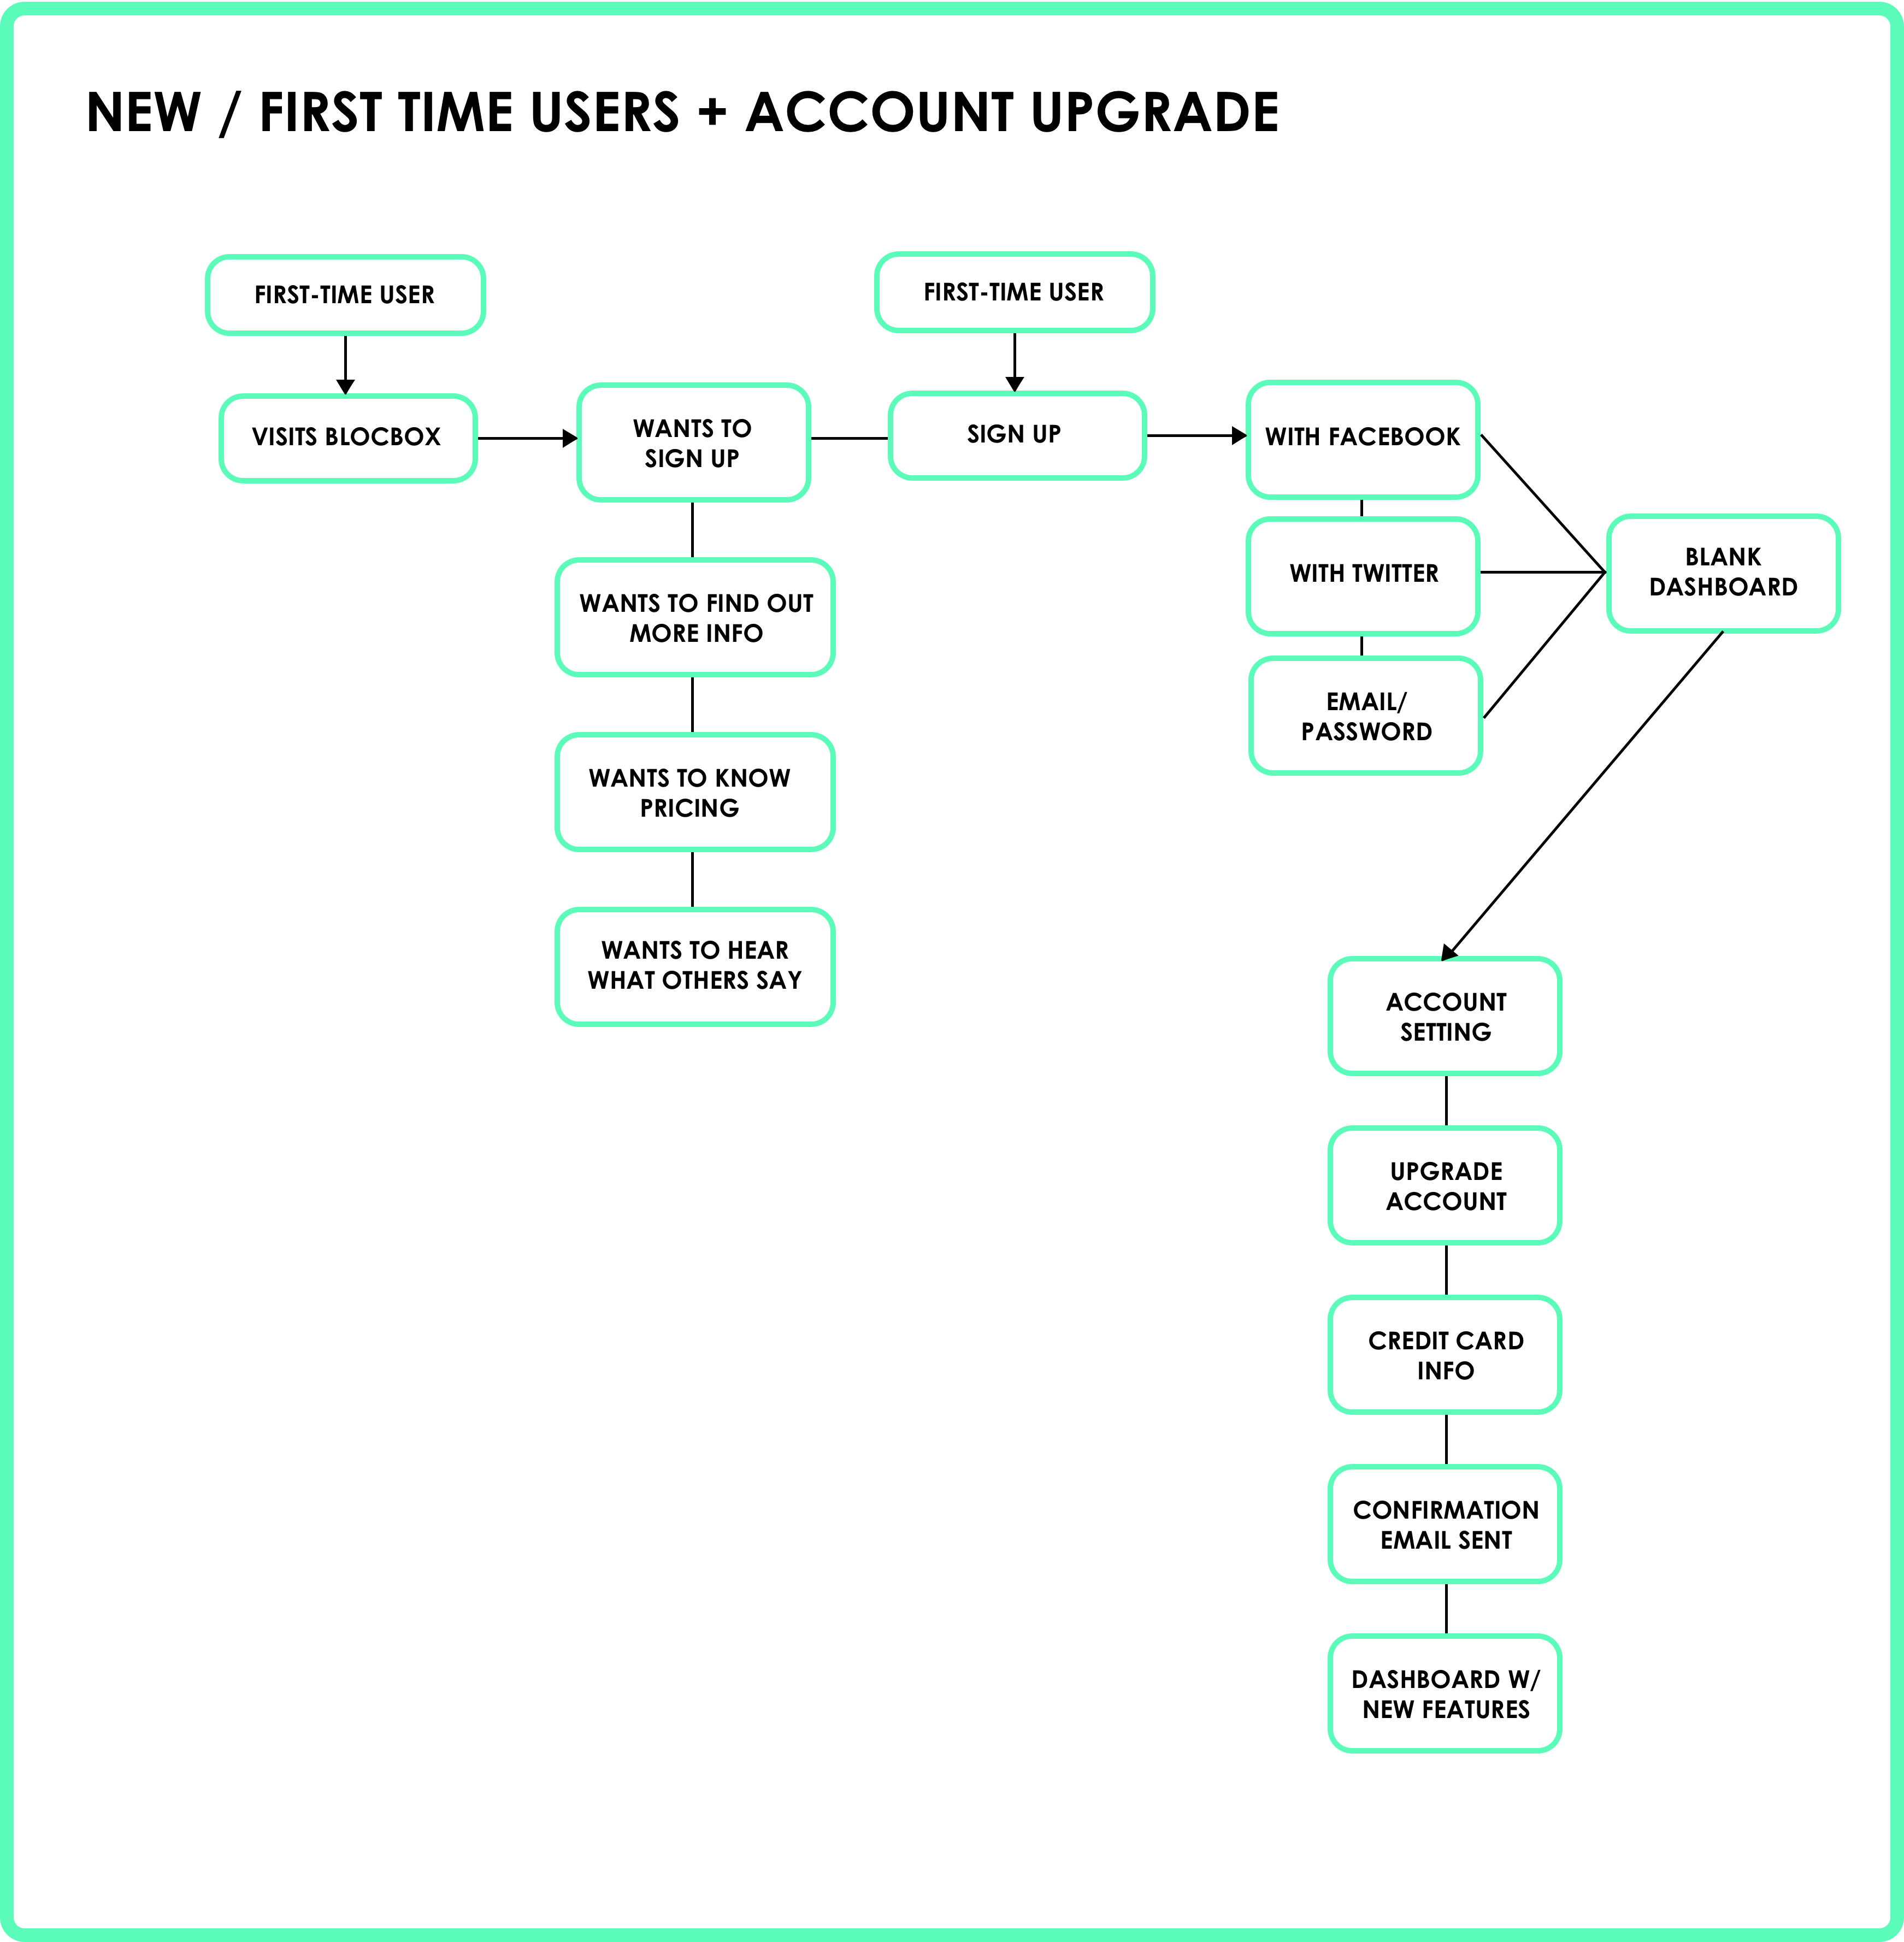 NEW / FIRST TIME USERS + ACCOUNT UPGRADE
FIRST-TIME USER
VISITS BLOCBOX
WANTS TO
SIGN UP
WANTS TO FIND OUT
MORE INFO
WANTS TO KNOW
PRICING
WANTS TO HEAR
WHAT OTHERS SAY
FIRST-TIME USER
SIGN UP
WITH FACEBOOK
WITH TWITTER
EMAIL/
PASSWORD
BLANK
DASHBOARD
ACCOUNT
SETTING
UPGRADE
ACCOUNT
CREDIT CARD
INFO
CONFIRMATION
EMAIL SENT
DASHBOARD W/
NEW FEATURES